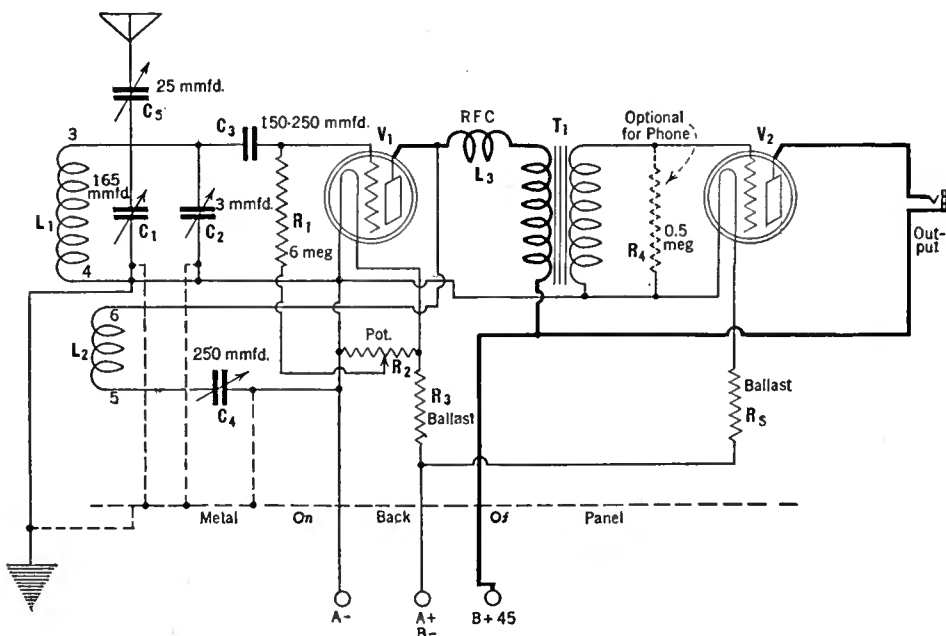 25 mmfd.
C5
3
C3
150-250 mmfd.
V1
RFC
L3
T1
Optional
for Phone
V2
165
mmfd.
L1
C1
3 mmfd.
C2
R1
6 meg
0.5
meg
R4
Out-
put
4
6
L2
5
250 mmfd.
C4
Pot.
R2
R3
Ballast
Ballast
R5
Metal On Back Of Panel
A-
A+
B-
B+45